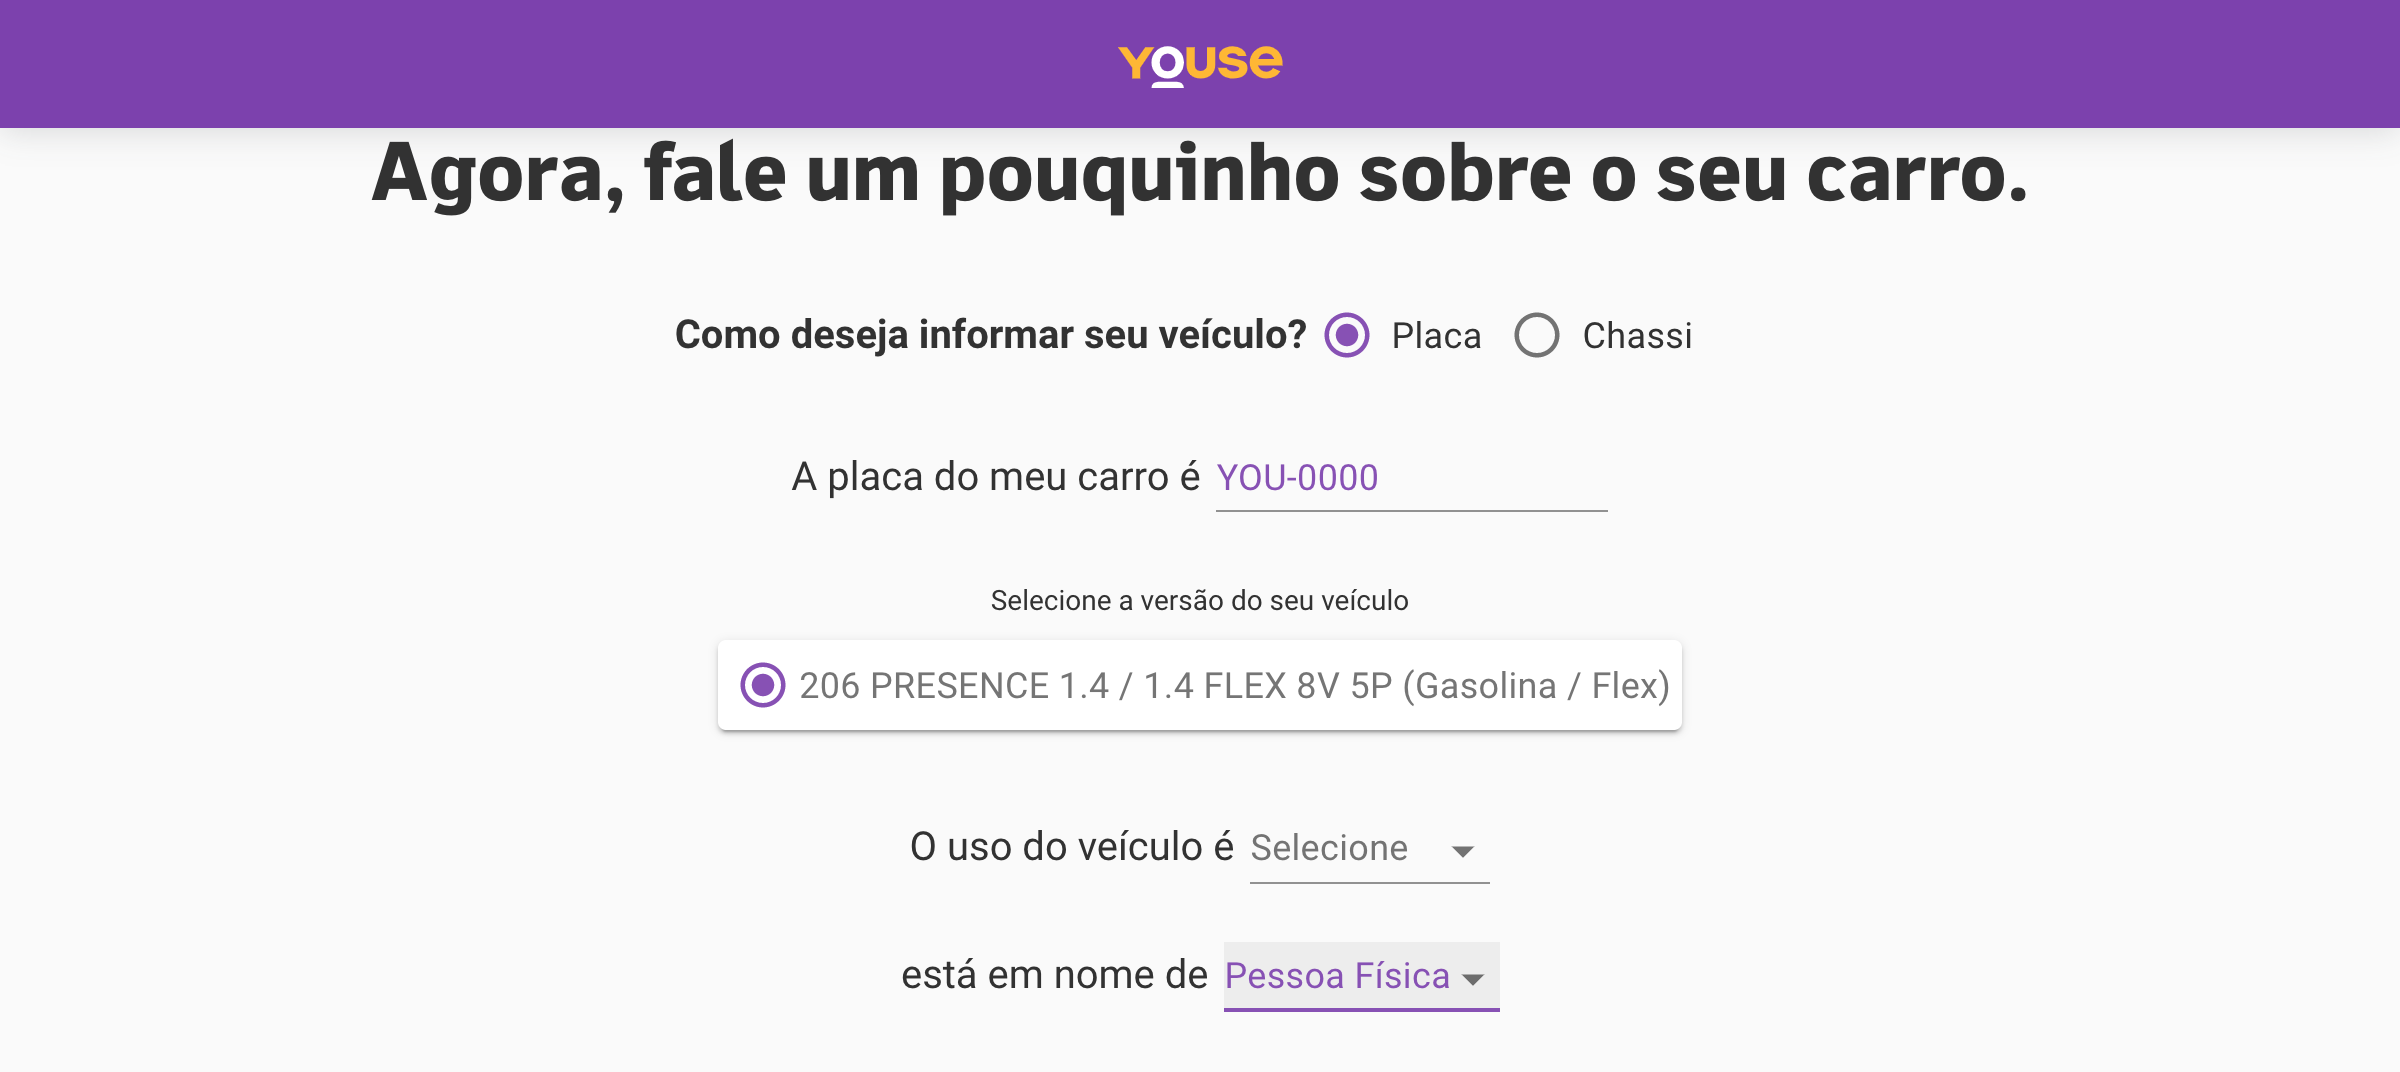 YOUSE
Agora, fale um pouquinho sobre o seu carro.
Como deseja informar seu veículo? Placa Chassi
A placa do meu carro é YOU-0000
Selecione a versão do seu veículo
206 PRESENCE 1.4 / 1.4 FLEX 8V 5P (Gasolina / Flex)
O uso do veículo é Selecione
está em nome de Pessoa Física